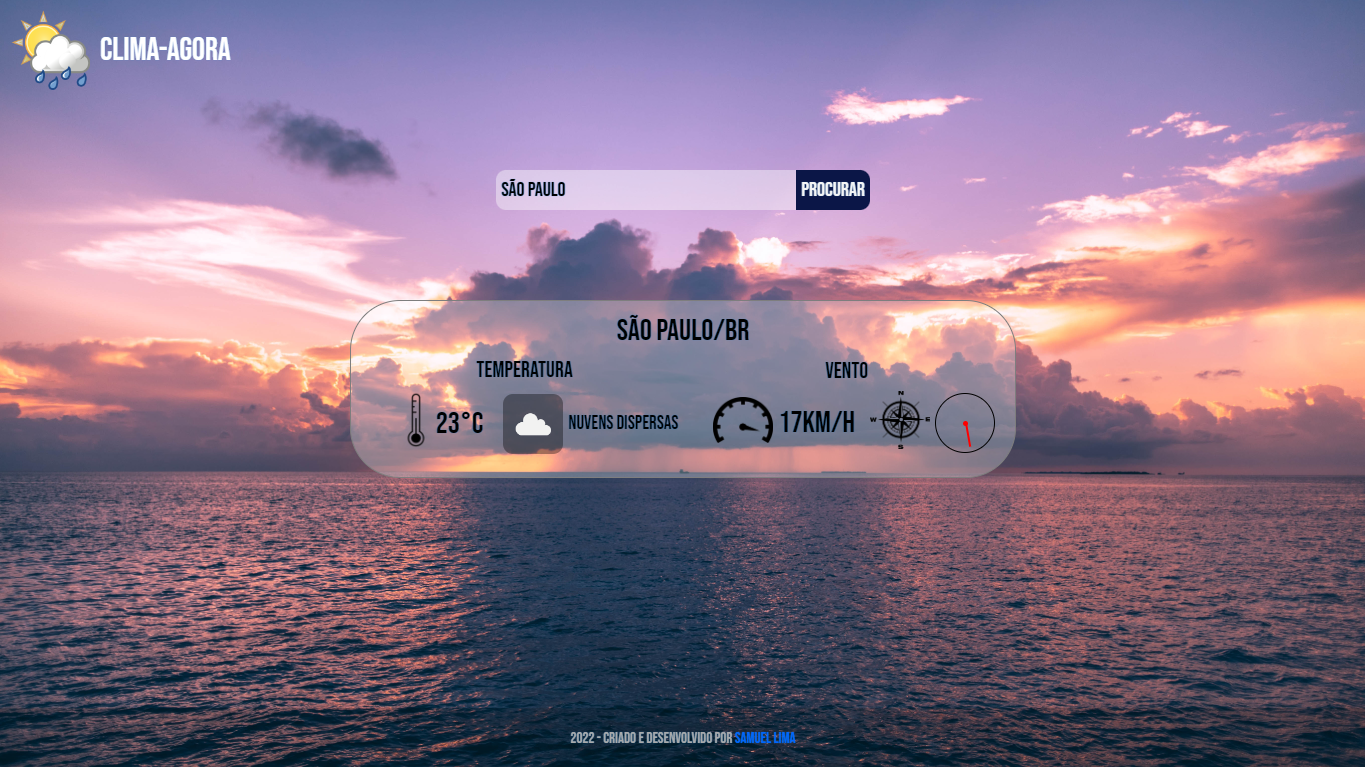 CLIMA-AGORA
SÃO PAULO
PROCURAR
SÃO PAULO/BR
TEMPERATURA
VENTO
23°C
NUVENS DISPERSAS
17KM/H
N
W E
S
2022 - CRIADO E DESENVOLVIDO POR SAMUEL LIMA